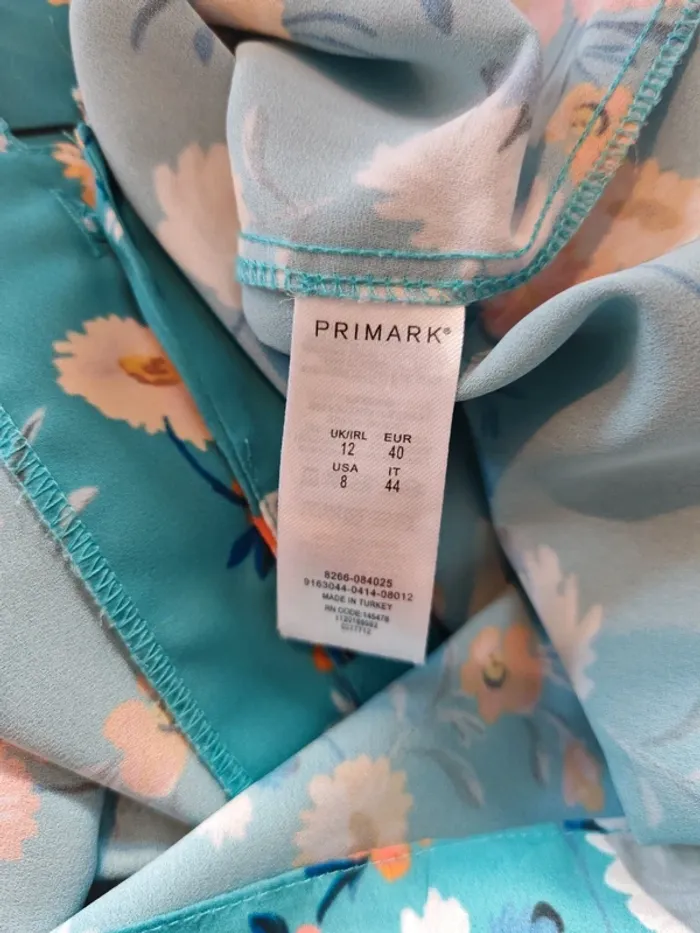 PRIMARK®
UK/IRL EUR
12 40
USA IT
8 44
8266-084025
9163044-0414-08012
MADE IN TURKEY
RN CODE:145478